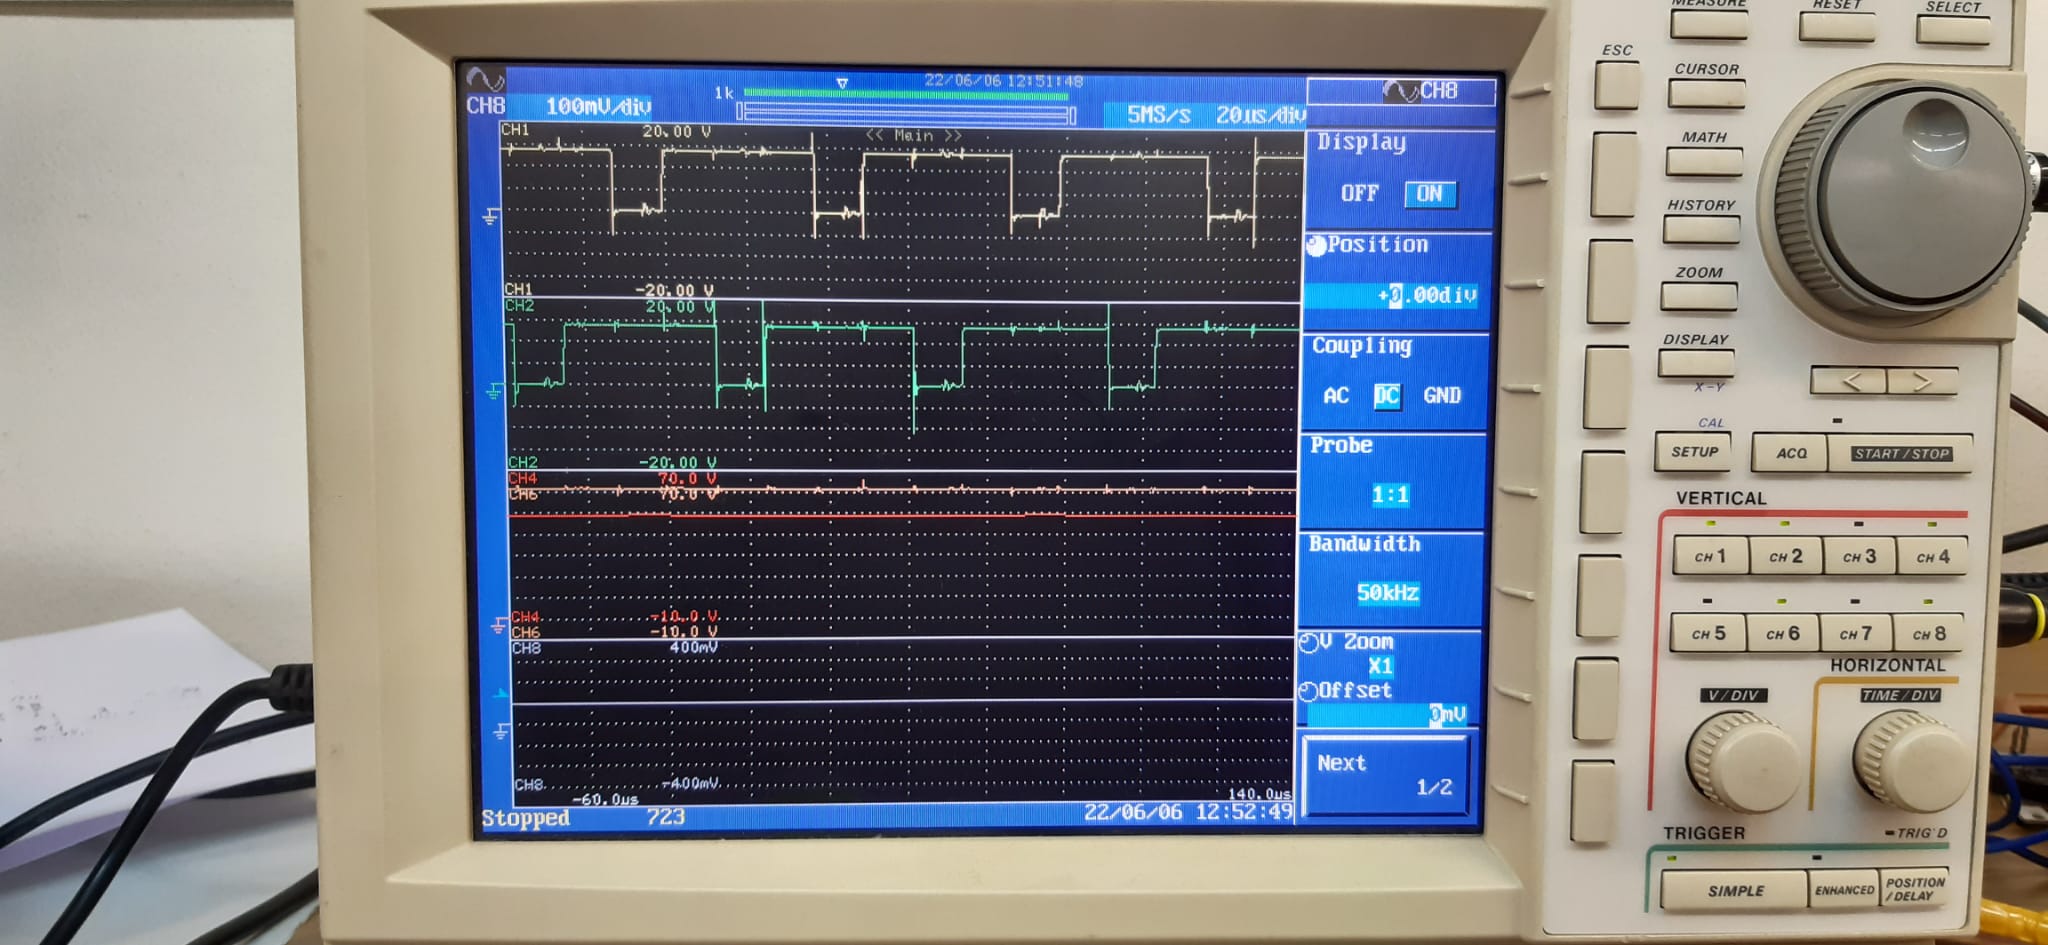 22/06/06 12:51:48
1k
CH8 100mV/div
5MS/s 20us/div
CH1 20.00 V
<< Main >>
CH1 -20.00 V
CH2 20.00 V
CH2 -20.00 V
CH4 70.0 V
CH6 70.0 V
CH4 -10.0 V
CH6 -10.0 V
CH8 400mV
CH8 -400mV
-60.0us
140.0us
Stopped 723
22/06/06 12:52:49
CH8
Display
OFF ON
Position
+0.00div
Coupling
AC DC GND
Probe
1:1
Bandwidth
50kHz
V Zoom
X1
Offset
0mV
Next
1/2
MEASURE
RESET
SELECT
ESC
CURSOR
MATH
HISTORY
ZOOM
DISPLAY
X-Y
< >
CAL
SETUP
ACQ
START / STOP
VERTICAL
CH 1 CH 2 CH 3 CH 4
CH 5 CH 6 CH 7 CH 8
HORIZONTAL
V / DIV
TIME / DIV
TRIGGER
TRIG'D
SIMPLE
ENHANCED
POSITION
/ DELAY